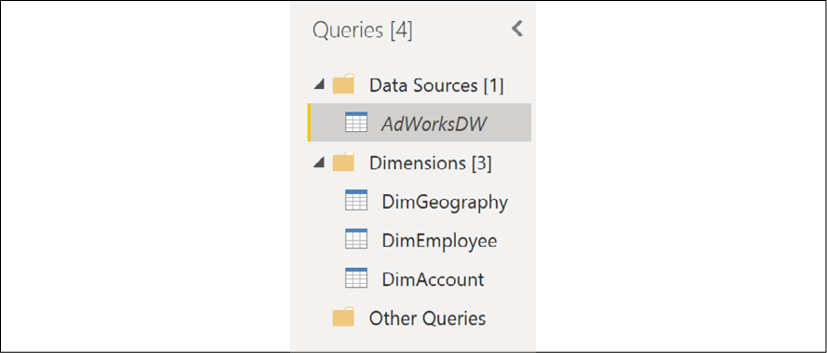 Queries [4]
Data Sources [1]
AdWorksDW
Dimensions [3]
DimGeography
DimEmployee
DimAccount
Other Queries